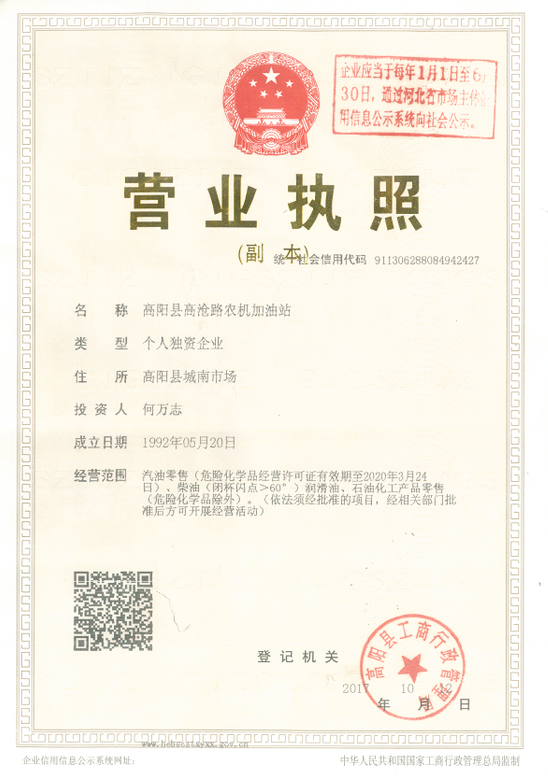 企业应当于每年1月1日至6月
30日，通过河北省市场主体信
用信息公示系统向社会公示。
营业执照
(副 本)
统一社会信用代码 911306288084942427
名 称 高阳县高沧路农机加油站
类 型 个人独资企业
住 所 高阳县城南市场
投资人 何万志
成立日期 1992年05月20日
经营范围 汽油零售（危险化学品经营许可证有效期至2020年3月24
日）、柴油（闭杯闪点＞60°）润滑油、石油化工产品零售
（危险化学品除外）。（依法须经批准的项目，经相关部门批
准后方可开展经营活动）
登记机关
高阳县工商行政管理局
2017 10 12
年 月 日
www.hebscztxyxx.gov.cn
企业信用信息公示系统网址：
中华人民共和国国家工商行政管理总局监制